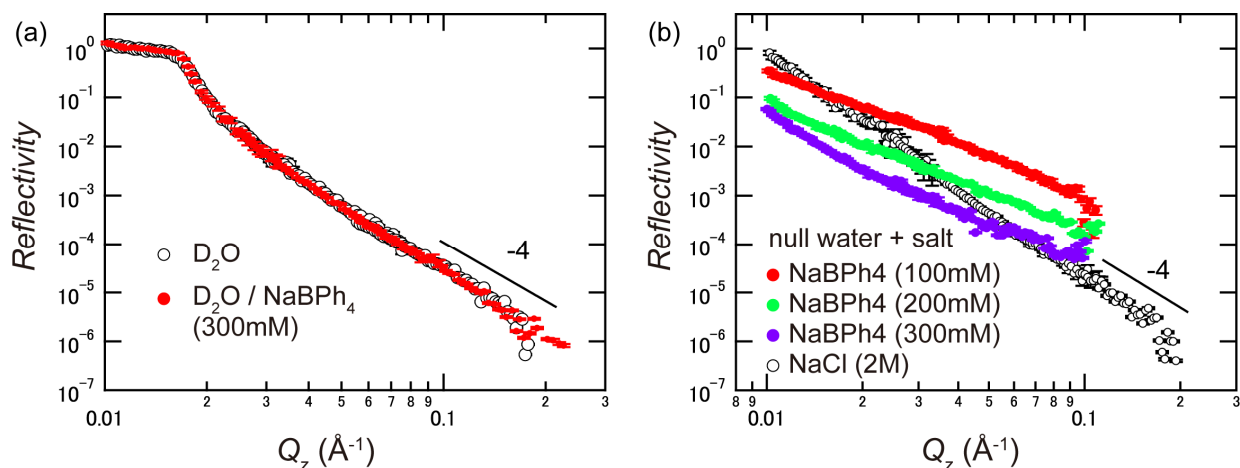 (a)
Reflectivity
10^0
10^-1
10^-2
10^-3
10^-4
10^-5
10^-6
10^-7
-4
D₂O
D₂O / NaBPh₄
(300mM)
0.01 2 3 4 5 6 7 8 9 0.1 2 3
Q_z (Å^-1)
(b)
Reflectivity
10^0
10^-1
10^-2
10^-3
10^-4
10^-5
10^-6
10^-7
-4
null water + salt
NaBPh4 (100mM)
NaBPh4 (200mM)
NaBPh4 (300mM)
NaCl (2M)
8 9 0.01 2 3 4 5 6 7 8 9 0.1 2 3
Q_z (Å^-1)